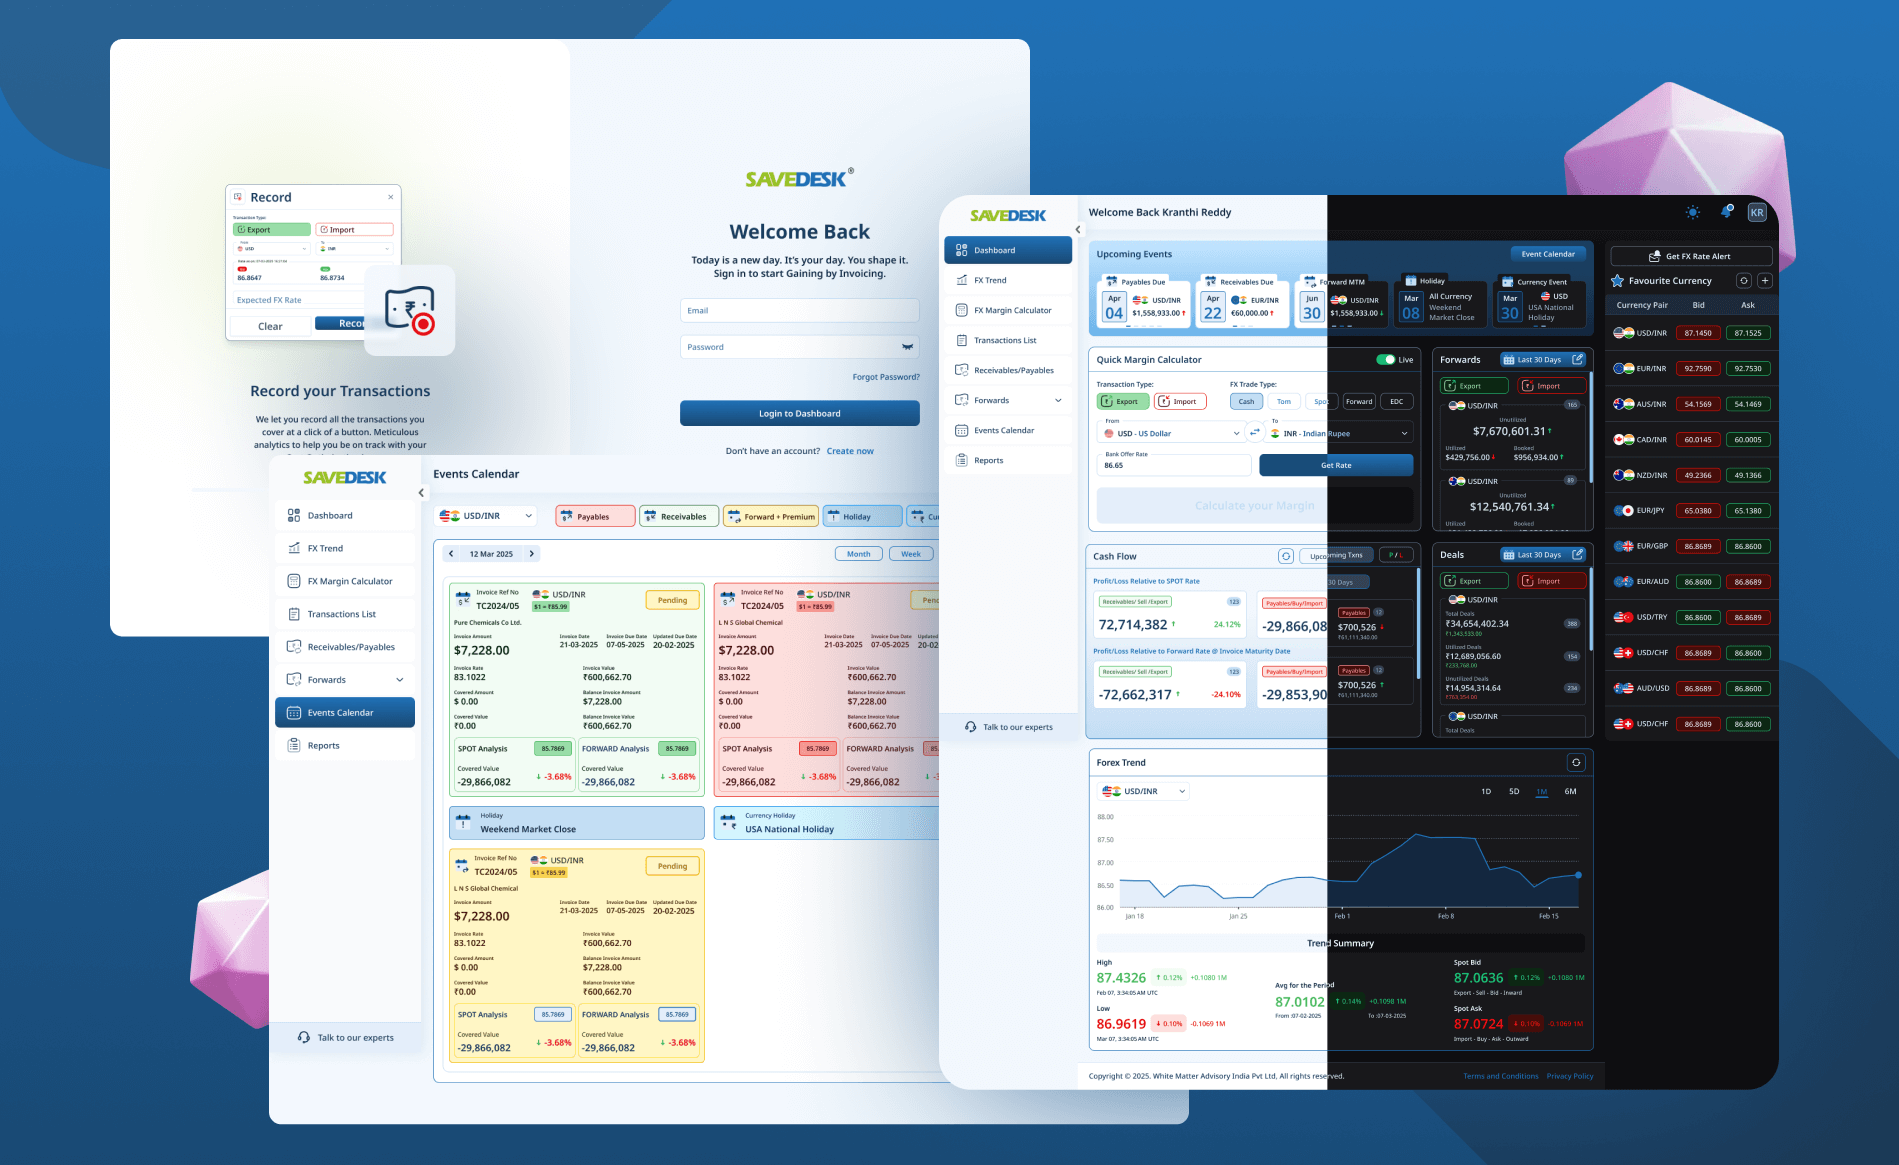 Record
Transaction Type:
Export
Import
From
USD
To
INR
86.8647
86.8734
Expected FX Rate
Clear
Recor
Record your Transactions
We let you record all the transactions you
cover at a click of a button. Meticulous
analytics to help you be on track with your
SAVEDESK®
Welcome Back
Today is a new day. It's your day. You shape it.
Sign in to start Gaining by Invoicing.
Email
Password
Forgot Password?
Login to Dashboard
Don't have an account? Create now
SAVEDESK
Dashboard
FX Trend
FX Margin Calculator
Transactions List
Receivables/Payables
Forwards
Events Calendar
Reports
Talk to our experts
Events Calendar
USD/INR
Payables
Receivables
Forward + Premium
Holiday
Cu
12 Mar 2025
Month
Week
Invoice Ref No
TC2024/05
USD/INR
$1 = ₹85.99
Pending
Pure Chemicals Co Ltd.
Invoice Amount
$7,228.00
Invoice Date
21-03-2025
Invoice Due Date
07-05-2025
Updated Due Date
20-02-2025
Invoice Rate
83.1022
Invoice Value
₹600,662.70
Covered Amount
$ 0.00
Balance Invoice Amount
$7,228.00
Covered Value
₹0.00
Balance Invoice Value
₹600,662.70
SPOT Analysis
85.7869
Covered Value
-29,866,082
-3.68%
FORWARD Analysis
85.7869
Covered Value
-29,866,082
-3.68%
Invoice Ref No
TC2024/05
USD/INR
$1 = ₹85.99
Penc
L N S Global Chemical
Invoice Amount
$7,228.00
Invoice Date
21-03-2025
Invoice Due Date
07-05-2025
Updated
20-02
Invoice Rate
83.1022
Invoice Value
₹600,662.70
Covered Amount
$ 0.00
Balance Invoice Amount
$7,228.00
Covered Value
₹0.00
Balance Invoice Value
₹600,662.70
SPOT Analysis
85.7869
Covered Value
-29,866,082
-3.68%
FORWARD Analysis
85.
Covered Value
-29,866,082
-3
Holiday
Weekend Market Close
Currency Holiday
USA National Holiday
Invoice Ref No
TC2024/05
USD/INR
$1 = ₹85.99
Pending
L N S Global Chemical
Invoice Amount
$7,228.00
Invoice Date
21-03-2025
Invoice Due Date
07-05-2025
Updated Due Date
20-02-2025
Invoice Rate
83.1022
Invoice Value
₹600,662.70
Covered Amount
$ 0.00
Balance Invoice Amount
$7,228.00
Covered Value
₹0.00
Balance Invoice Value
₹600,662.70
SPOT Analysis
85.7869
Covered Value
-29,866,082
-3.68%
FORWARD Analysis
85.7869
Covered Value
-29,866,082
-3.68%
SAVEDESK
Dashboard
FX Trend
FX Margin Calculator
Transactions List
Receivables/Payables
Forwards
Events Calendar
Reports
Talk to our experts
Welcome Back Kranthi Reddy
KR
Upcoming Events
Event Calendar
Payables Due
Apr
04
USD/INR
$1,558,933.00
Receivables Due
Apr
22
EUR/INR
€60,000.00
Forward MTM
Jun
30
USD/INR
$1,558,933.00
Holiday
Mar
08
All Currency
Weekend
Market Close
Currency Event
Mar
30
USD
USA National
Holiday
Quick Margin Calculator
Live
Transaction Type:
Export
Import
FX Trade Type:
Cash
Tom
Spo
Forward
EDC
From
USD - US Dollar
To
INR - Indian Rupee
Bank Offer Rate
86.65
Get Rate
Calculate your Margin
Forwards
Last 30 Days
Export
Import
USD/INR
165
Unutilized
$7,670,601.31
Utilized
$429,756.00
Booked
$956,934.00
USD/INR
89
Unutilized
$12,540,761.34
Utilized
Booked
Cash Flow
Upcoming Txns
P / L
Profit/Loss Relative to SPOT Rate
30 Days
Receivables/ Sell /Export
123
72,714,382
24.12%
Payables/Buy/Import
-29,866,08
Payables
12
$700,526
₹61,111,340.00
Profit/Loss Relative to Forward Rate @ Invoice Maturity Date
Receivables/ Sell /Export
123
-72,662,317
-24.10%
Payables/Buy/Import
-29,853,90
Payables
12
$700,526
₹61,111,340.00
Deals
Last 30 Days
Export
Import
USD/INR
Total Deals
₹34,654,402.34
₹1,343,533.00
388
Utilized Deals
₹12,689,056.60
₹233,768.00
154
Unutilized Deals
₹14,954,314.64
234
USD/INR
Total Deals
Forex Trend
USD/INR
1D
5D
1M
6M
88.00
87.50
87.00
86.50
86.00
Jan 18
Jan 25
Feb 1
Feb 8
Feb 15
Trend Summary
High
87.4326
0.12%
+0.1080 1M
Feb 07, 3:34:05 AM UTC
Low
86.9619
0.10%
-0.1069 1M
Mar 07, 3:34:05 AM UTC
Avg for the Period
87.0102
0.14%
+0.1098 1M
From :07-02-2025
To :07-03-2025
Spot Bid
87.0636
0.12%
+0.1080 1M
Export - Sell - Bid - Inward
Spot Ask
87.0724
0.10%
-0.1069 1M
Import - Buy - Ask - Outward
Copyright © 2025. White Matter Advisory India Pvt Ltd. All rights reserved.
Terms and Conditions
Privacy Policy
Get FX Rate Alert
Favourite Currency
Currency Pair
Bid
Ask
USD/INR
87.1450
87.1525
EUR/INR
92.7590
92.7530
AUS/INR
54.1569
54.1469
CAD/INR
60.0145
60.0005
NZD/INR
49.2366
49.1366
EUR/JPY
65.0380
65.1380
EUR/GBP
86.8689
86.8600
EUR/AUD
86.8600
86.8689
USD/TRY
86.8600
86.8689
USD/CHF
86.8689
86.8600
AUD/USD
86.8689
86.8600
USD/CHF
86.8689
86.8600